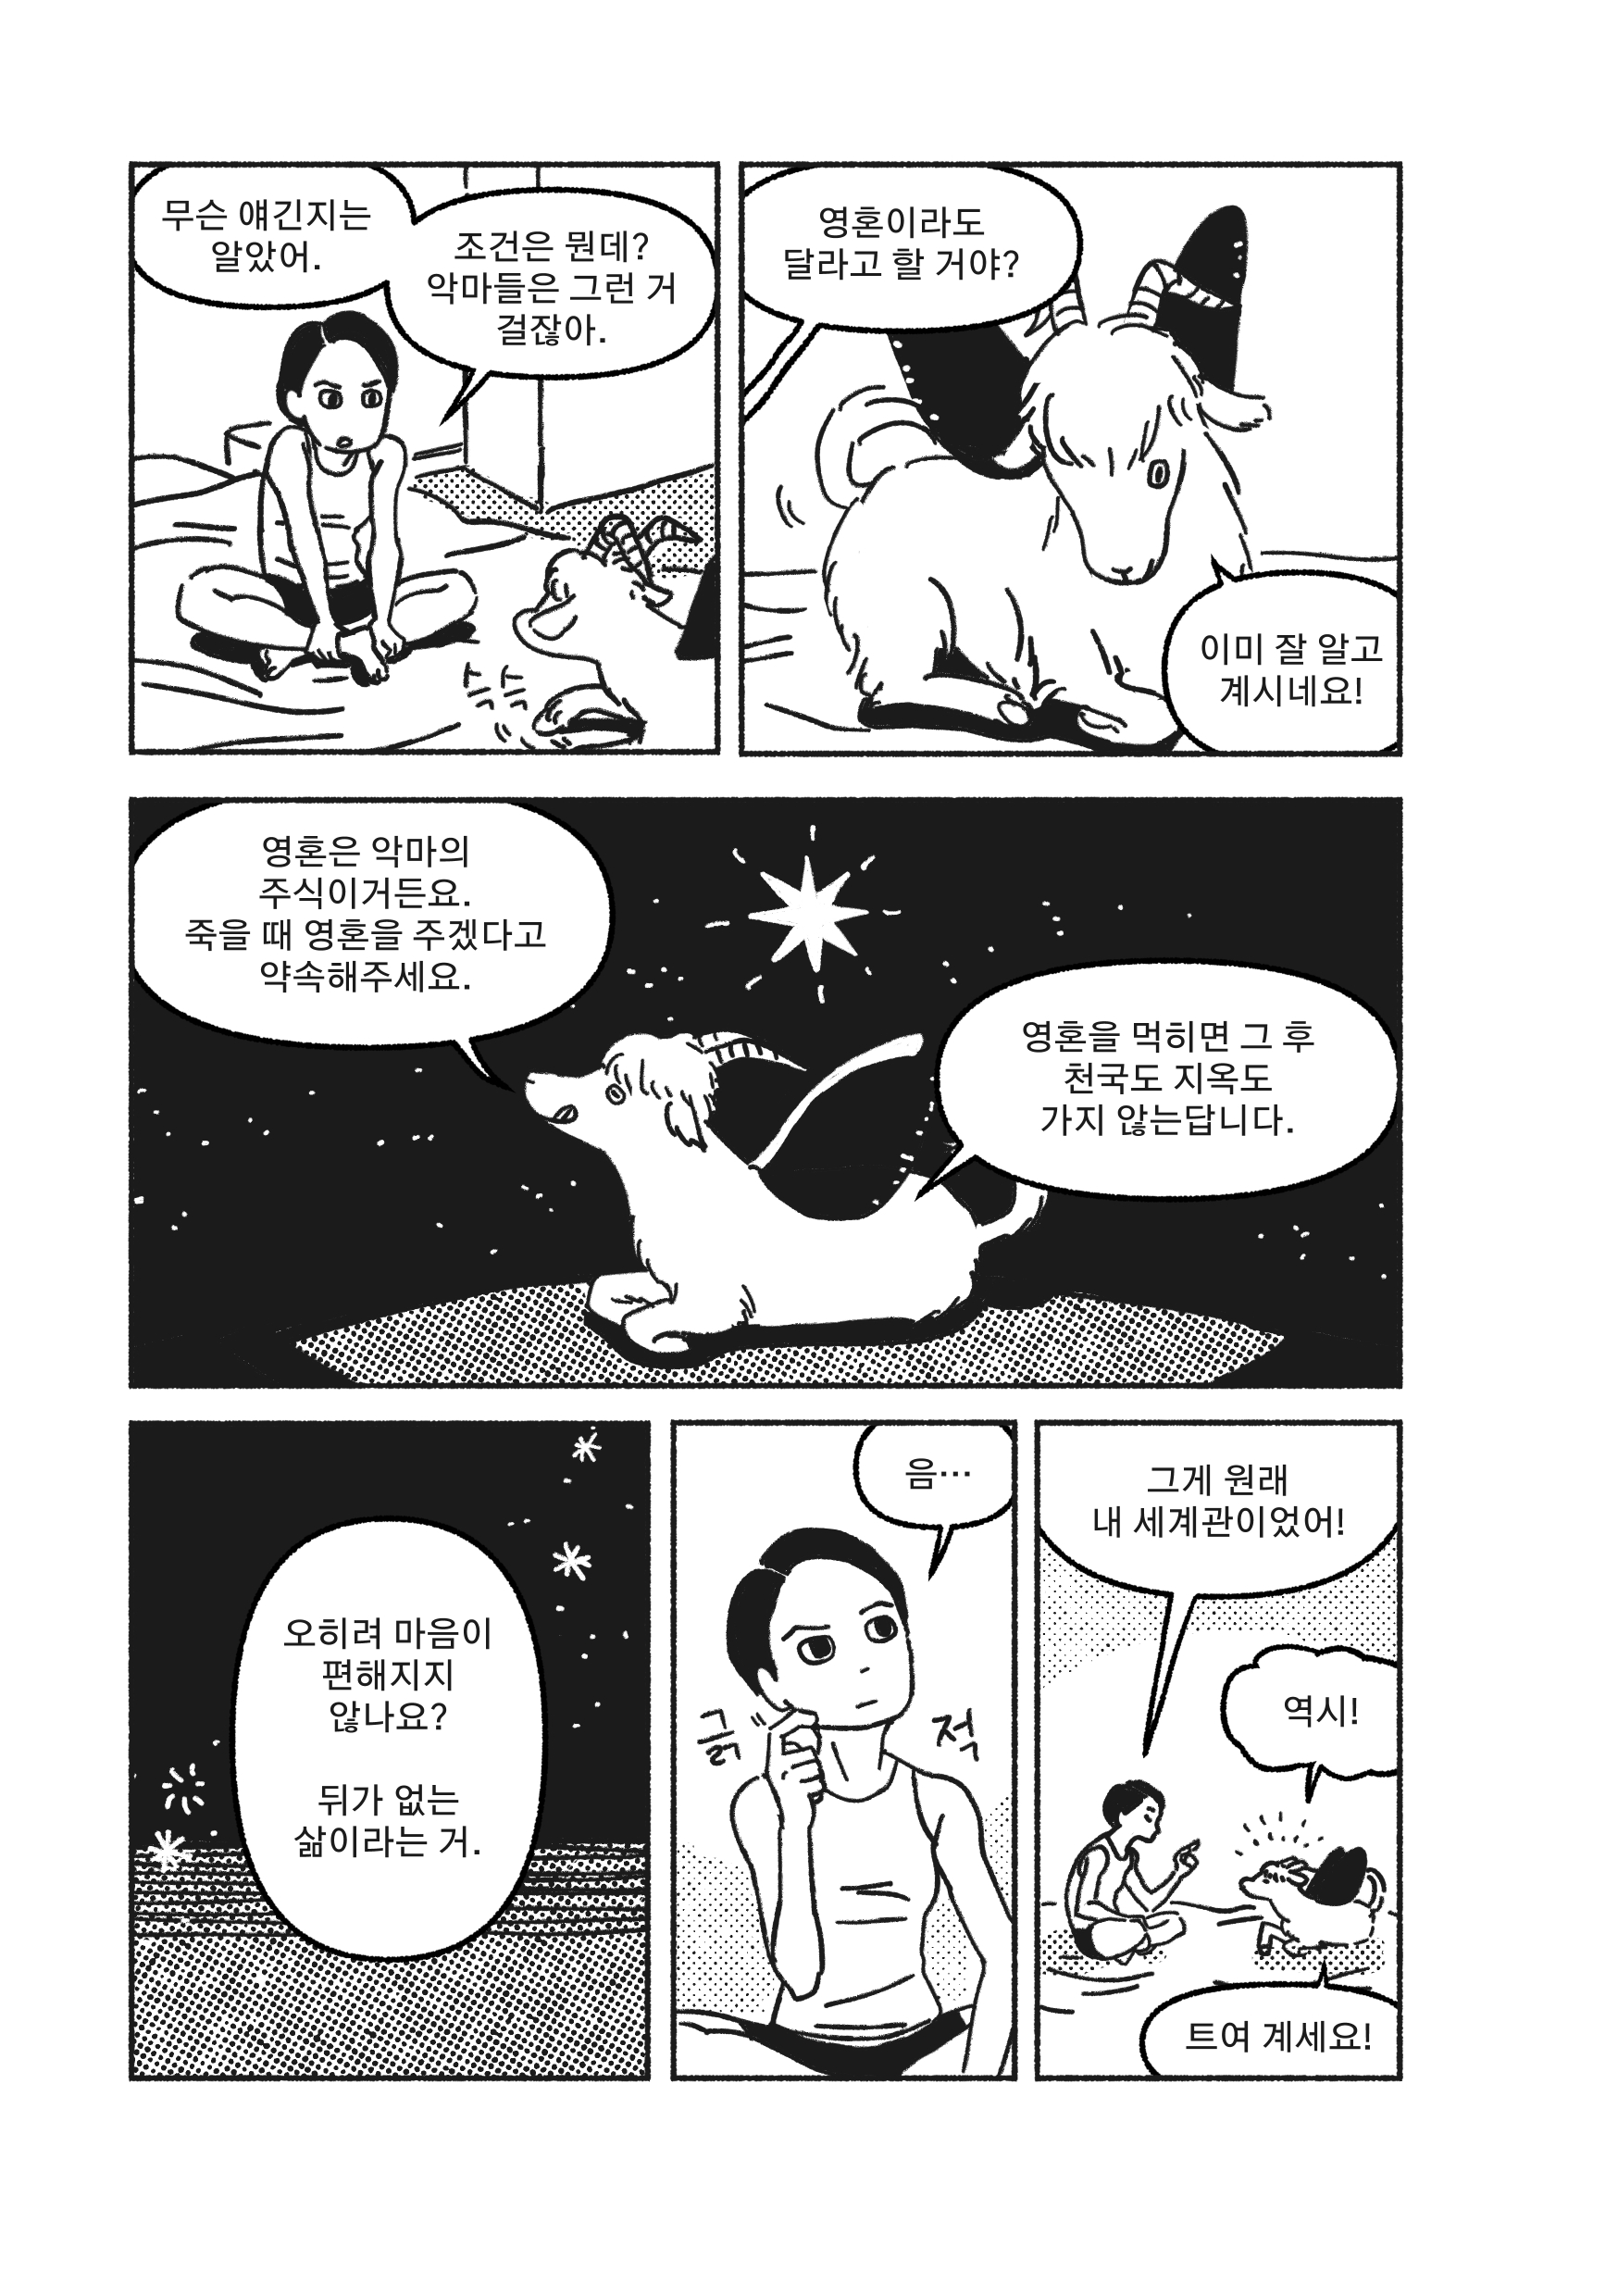 무슨 얘긴지는
알았어.
조건은 뭔데?
악마들은 그런 거
걸잖아.
스스
영혼이라도
달라고 할 거야?
이미 잘 알고
계시네요!
영혼은 악마의
주식이거든요.
죽을 때 영혼을 주겠다고
약속해주세요.
영혼을 먹히면 그 후
천국도 지옥도
가지 않는답니다.
오히려 마음이
편해지지
않나요?
뒤가 없는
삶이라는 거.
음…
긁적
그게 원래
내 세계관이었어!
역시!
트여 계세요!